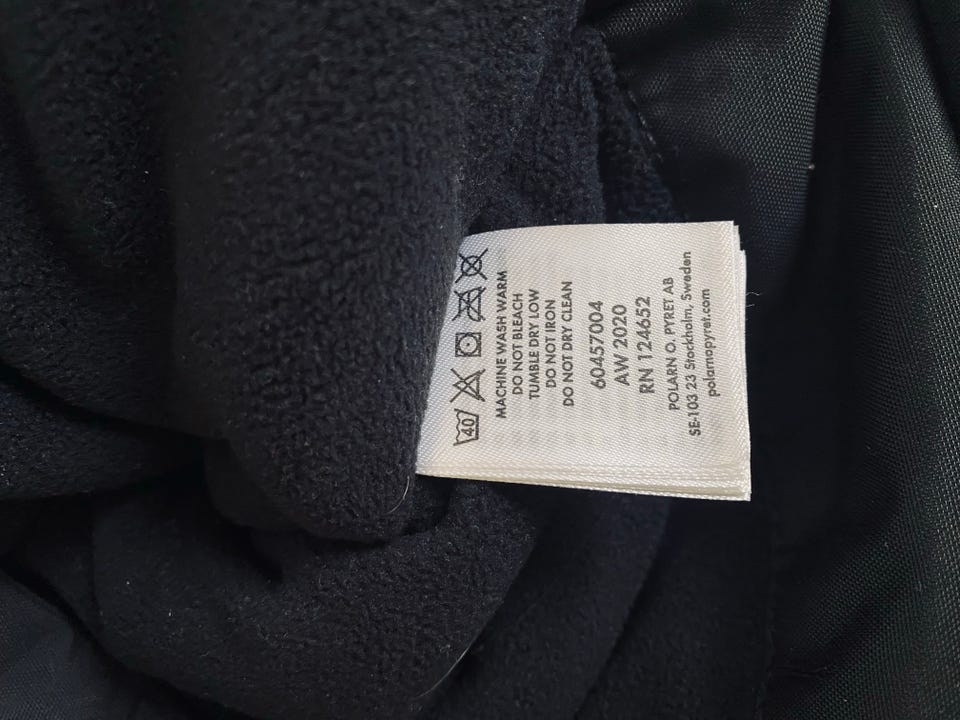 40
MACHINE WASH WARM
DO NOT BLEACH
TUMBLE DRY LOW
DO NOT IRON
DO NOT DRY CLEAN
60457004
AW 2020
RN 124652
POLARN O. PYRET AB
SE-103 23 Stockholm, Sweden
polarnopyret.com